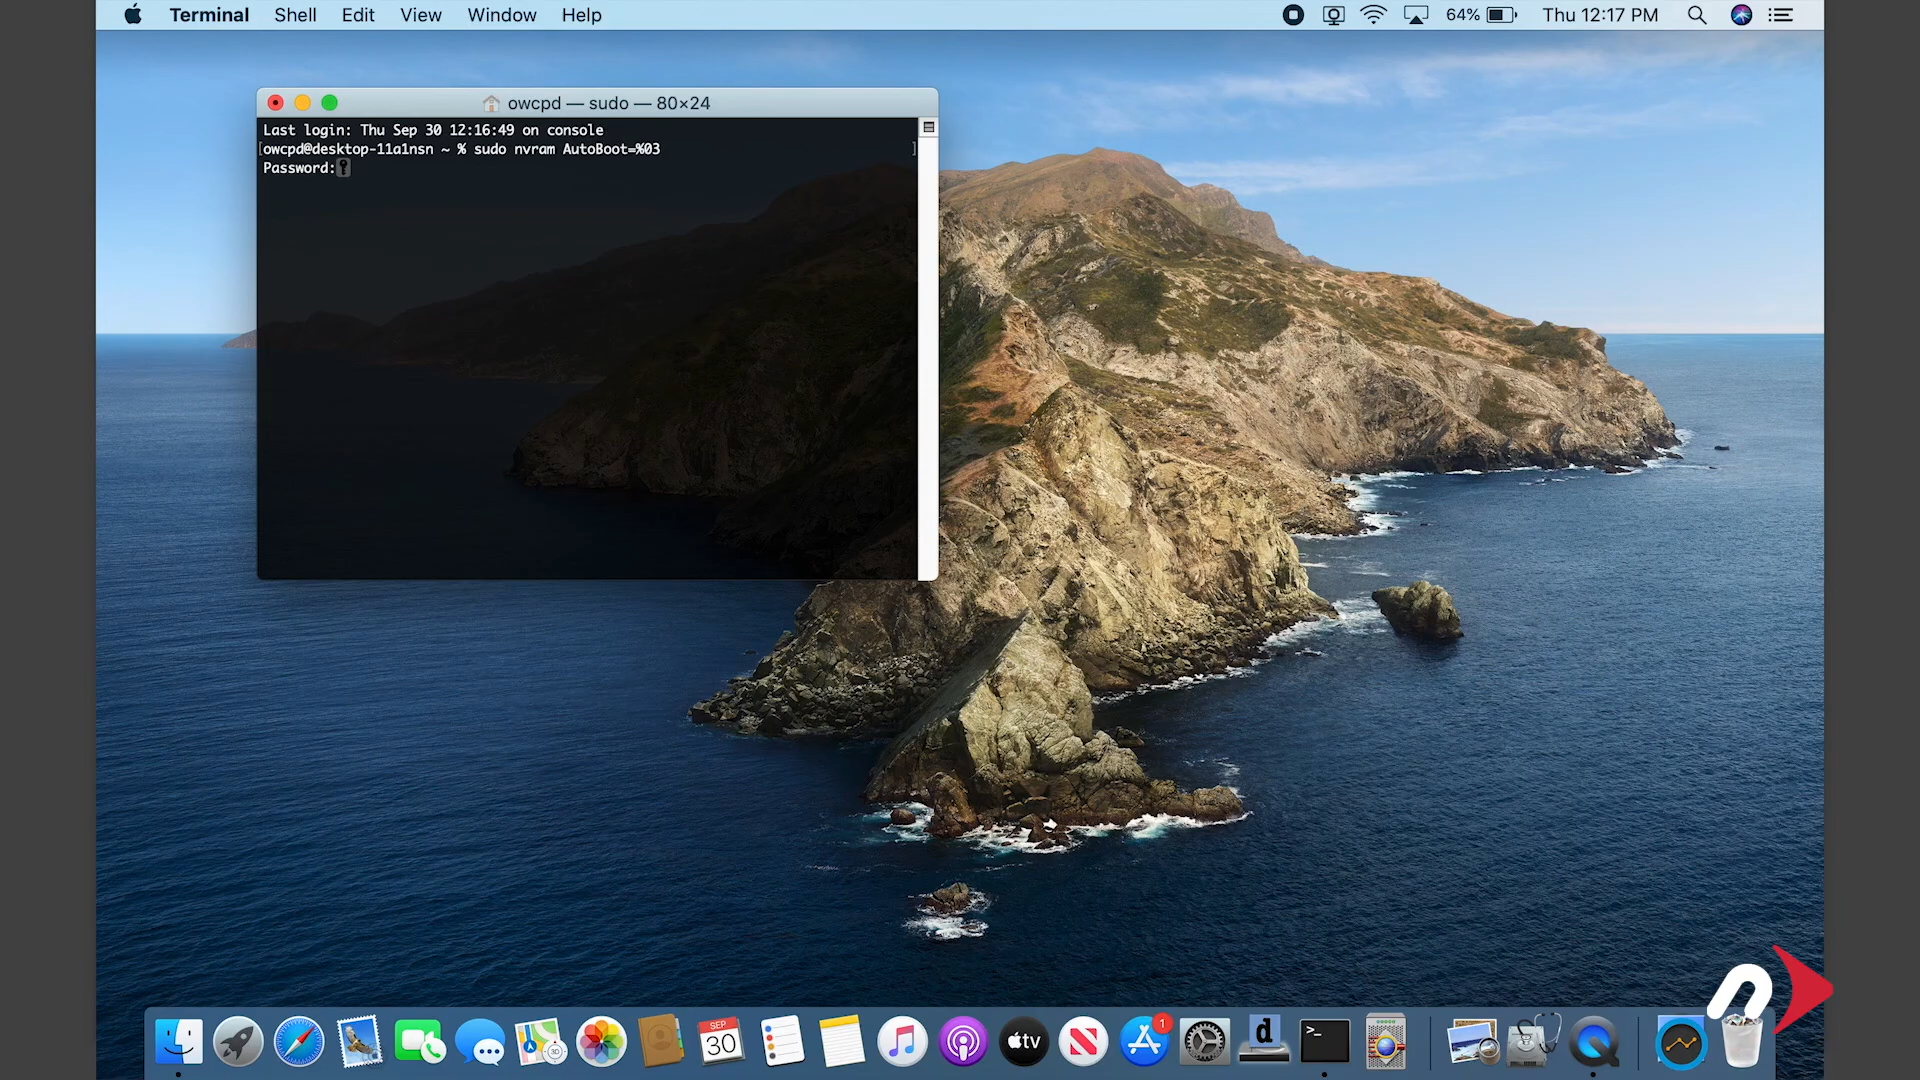 Terminal Shell Edit View Window Help 64% Thu 12:17 PM
owcpd — sudo — 80×24
Last login: Thu Sep 30 12:16:49 on console
[owcpd@desktop-11a1nsn ~ % sudo nvram AutoBoot=%03 ]
Password:
1
SEP
30
tv
d
>_